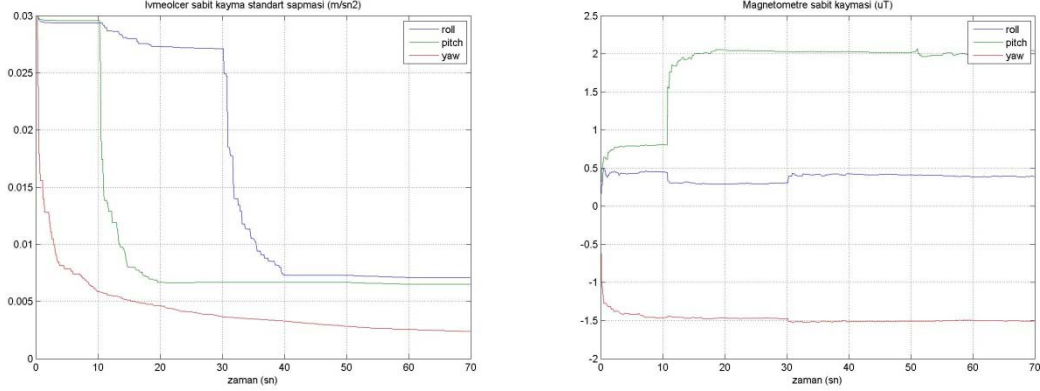 Ivmeolcer sabit kayma standart sapmasi (m/sn2)
0.03
0.025
0.02
0.015
0.01
0.005
0
roll
pitch
yaw
0 10 20 30 40 50 60 70
zaman (sn)
Magnetometre sabit kaymasi (uT)
2.5
2
1.5
1
0.5
0
-0.5
-1
-1.5
-2
roll
pitch
yaw
0 10 20 30 40 50 60 70
zaman (sn)